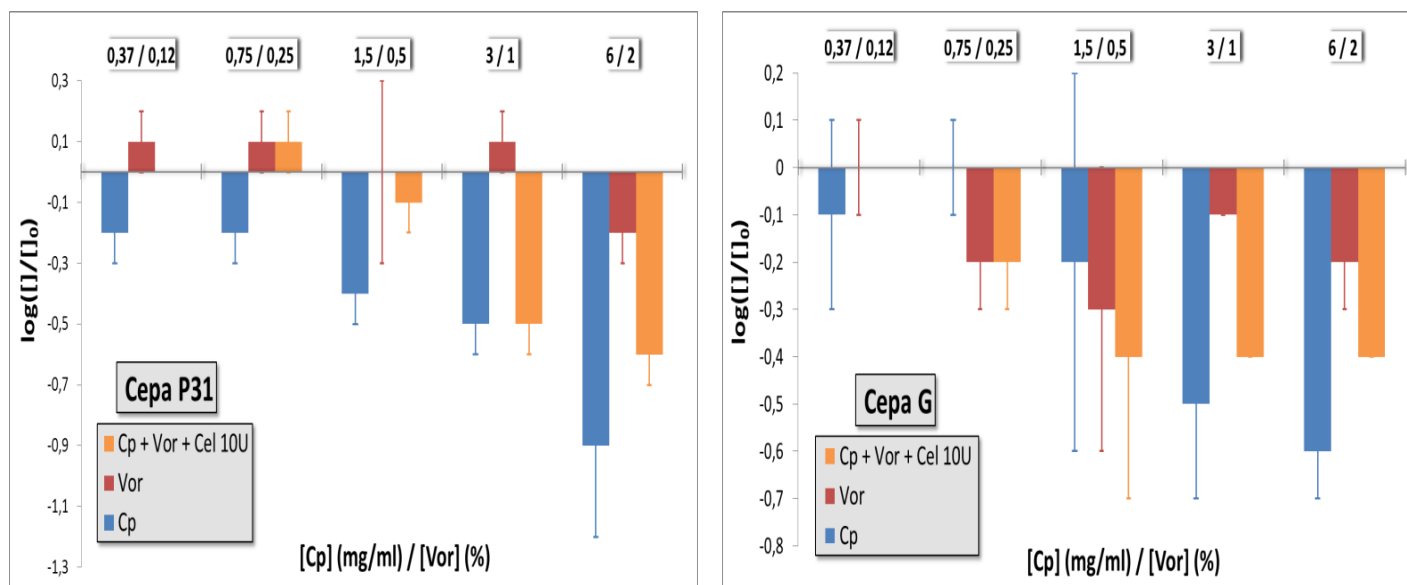 0,37 / 0,12
0,75 / 0,25
1,5 / 0,5
3 / 1
6 / 2
0,3
0,1
-0,1
-0,3
-0,5
-0,7
-0,9
-1,1
-1,3
log([]/[]₀)
Cepa P31
Cp + Vor + Cel 10U
Vor
Cp
[Cp] (mg/ml) / [Vor] (%)
0,37 / 0,12
0,75 / 0,25
1,5 / 0,5
3 / 1
6 / 2
0,2
0,1
0
-0,1
-0,2
-0,3
-0,4
-0,5
-0,6
-0,7
-0,8
log([]/[]₀)
Cepa G
Cp + Vor + Cel 10U
Vor
Cp
[Cp] (mg/ml) / [Vor] (%)